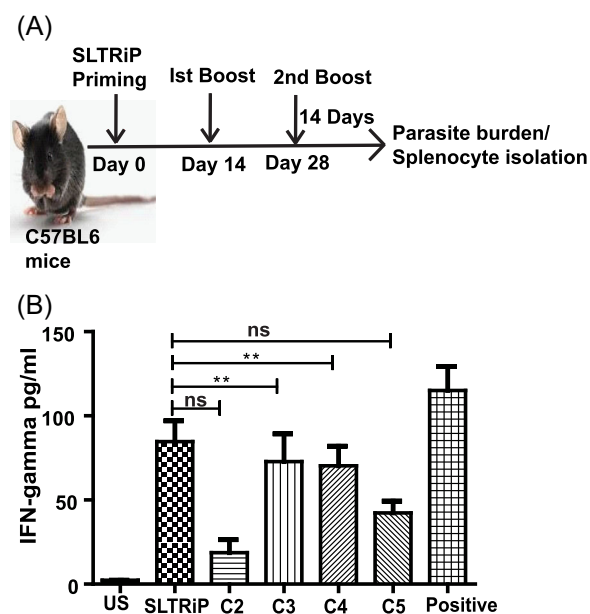 (A)
SLTRiP
Priming
Ist Boost
2nd Boost
14 Days
Day 0
Day 14
Day 28
Parasite burden/
Splenocyte isolation
C57BL6
mice
(B)
IFN-gamma pg/ml
150
100
50
0
ns
**
**
ns
US
SLTRiP
C2
C3
C4
C5
Positive